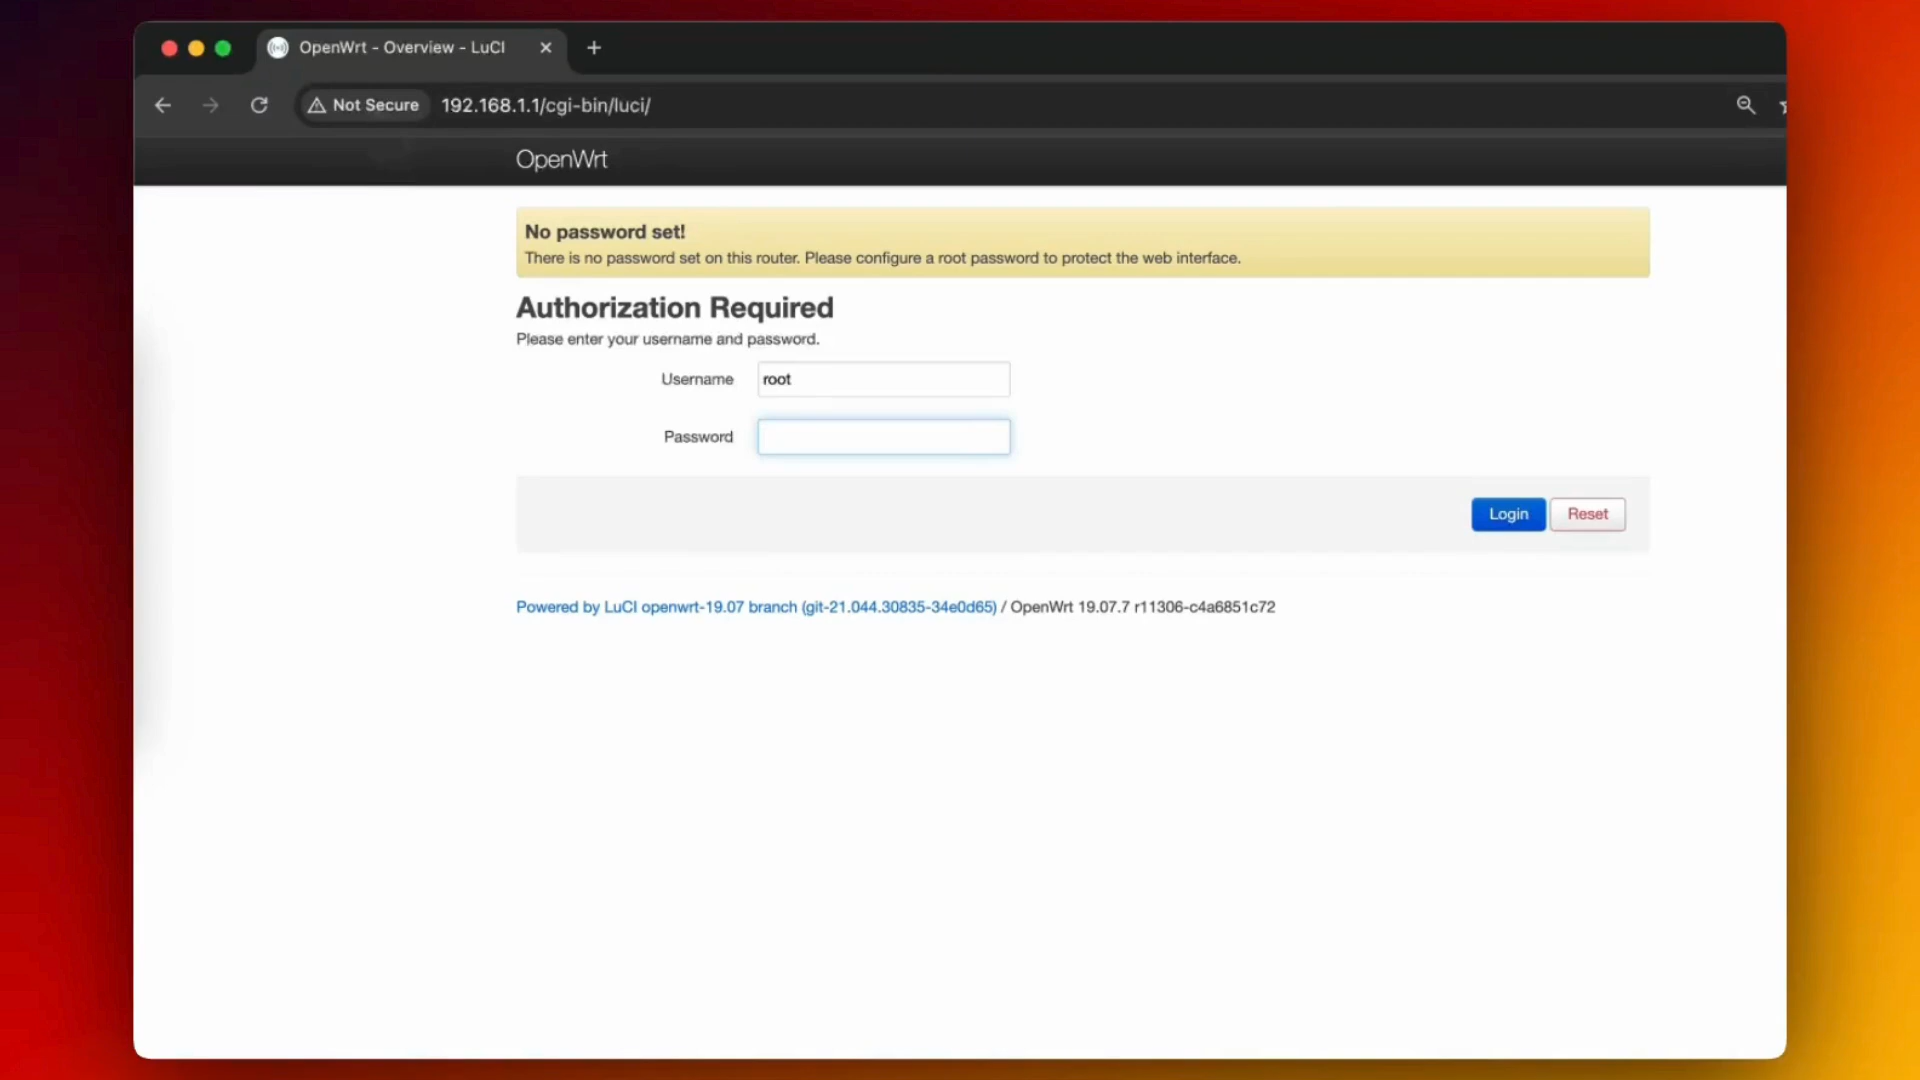 OpenWrt - Overview - LuCI
Not Secure 192.168.1.1/cgi-bin/luci/
OpenWrt
No password set!
There is no password set on this router. Please configure a root password to protect the web interface.
Authorization Required
Please enter your username and password.
Username root
Password
Login Reset
Powered by LuCI openwrt-19.07 branch (git-21.044.30835-34e0d65) / OpenWrt 19.07.7 r11306-c4a6851c72